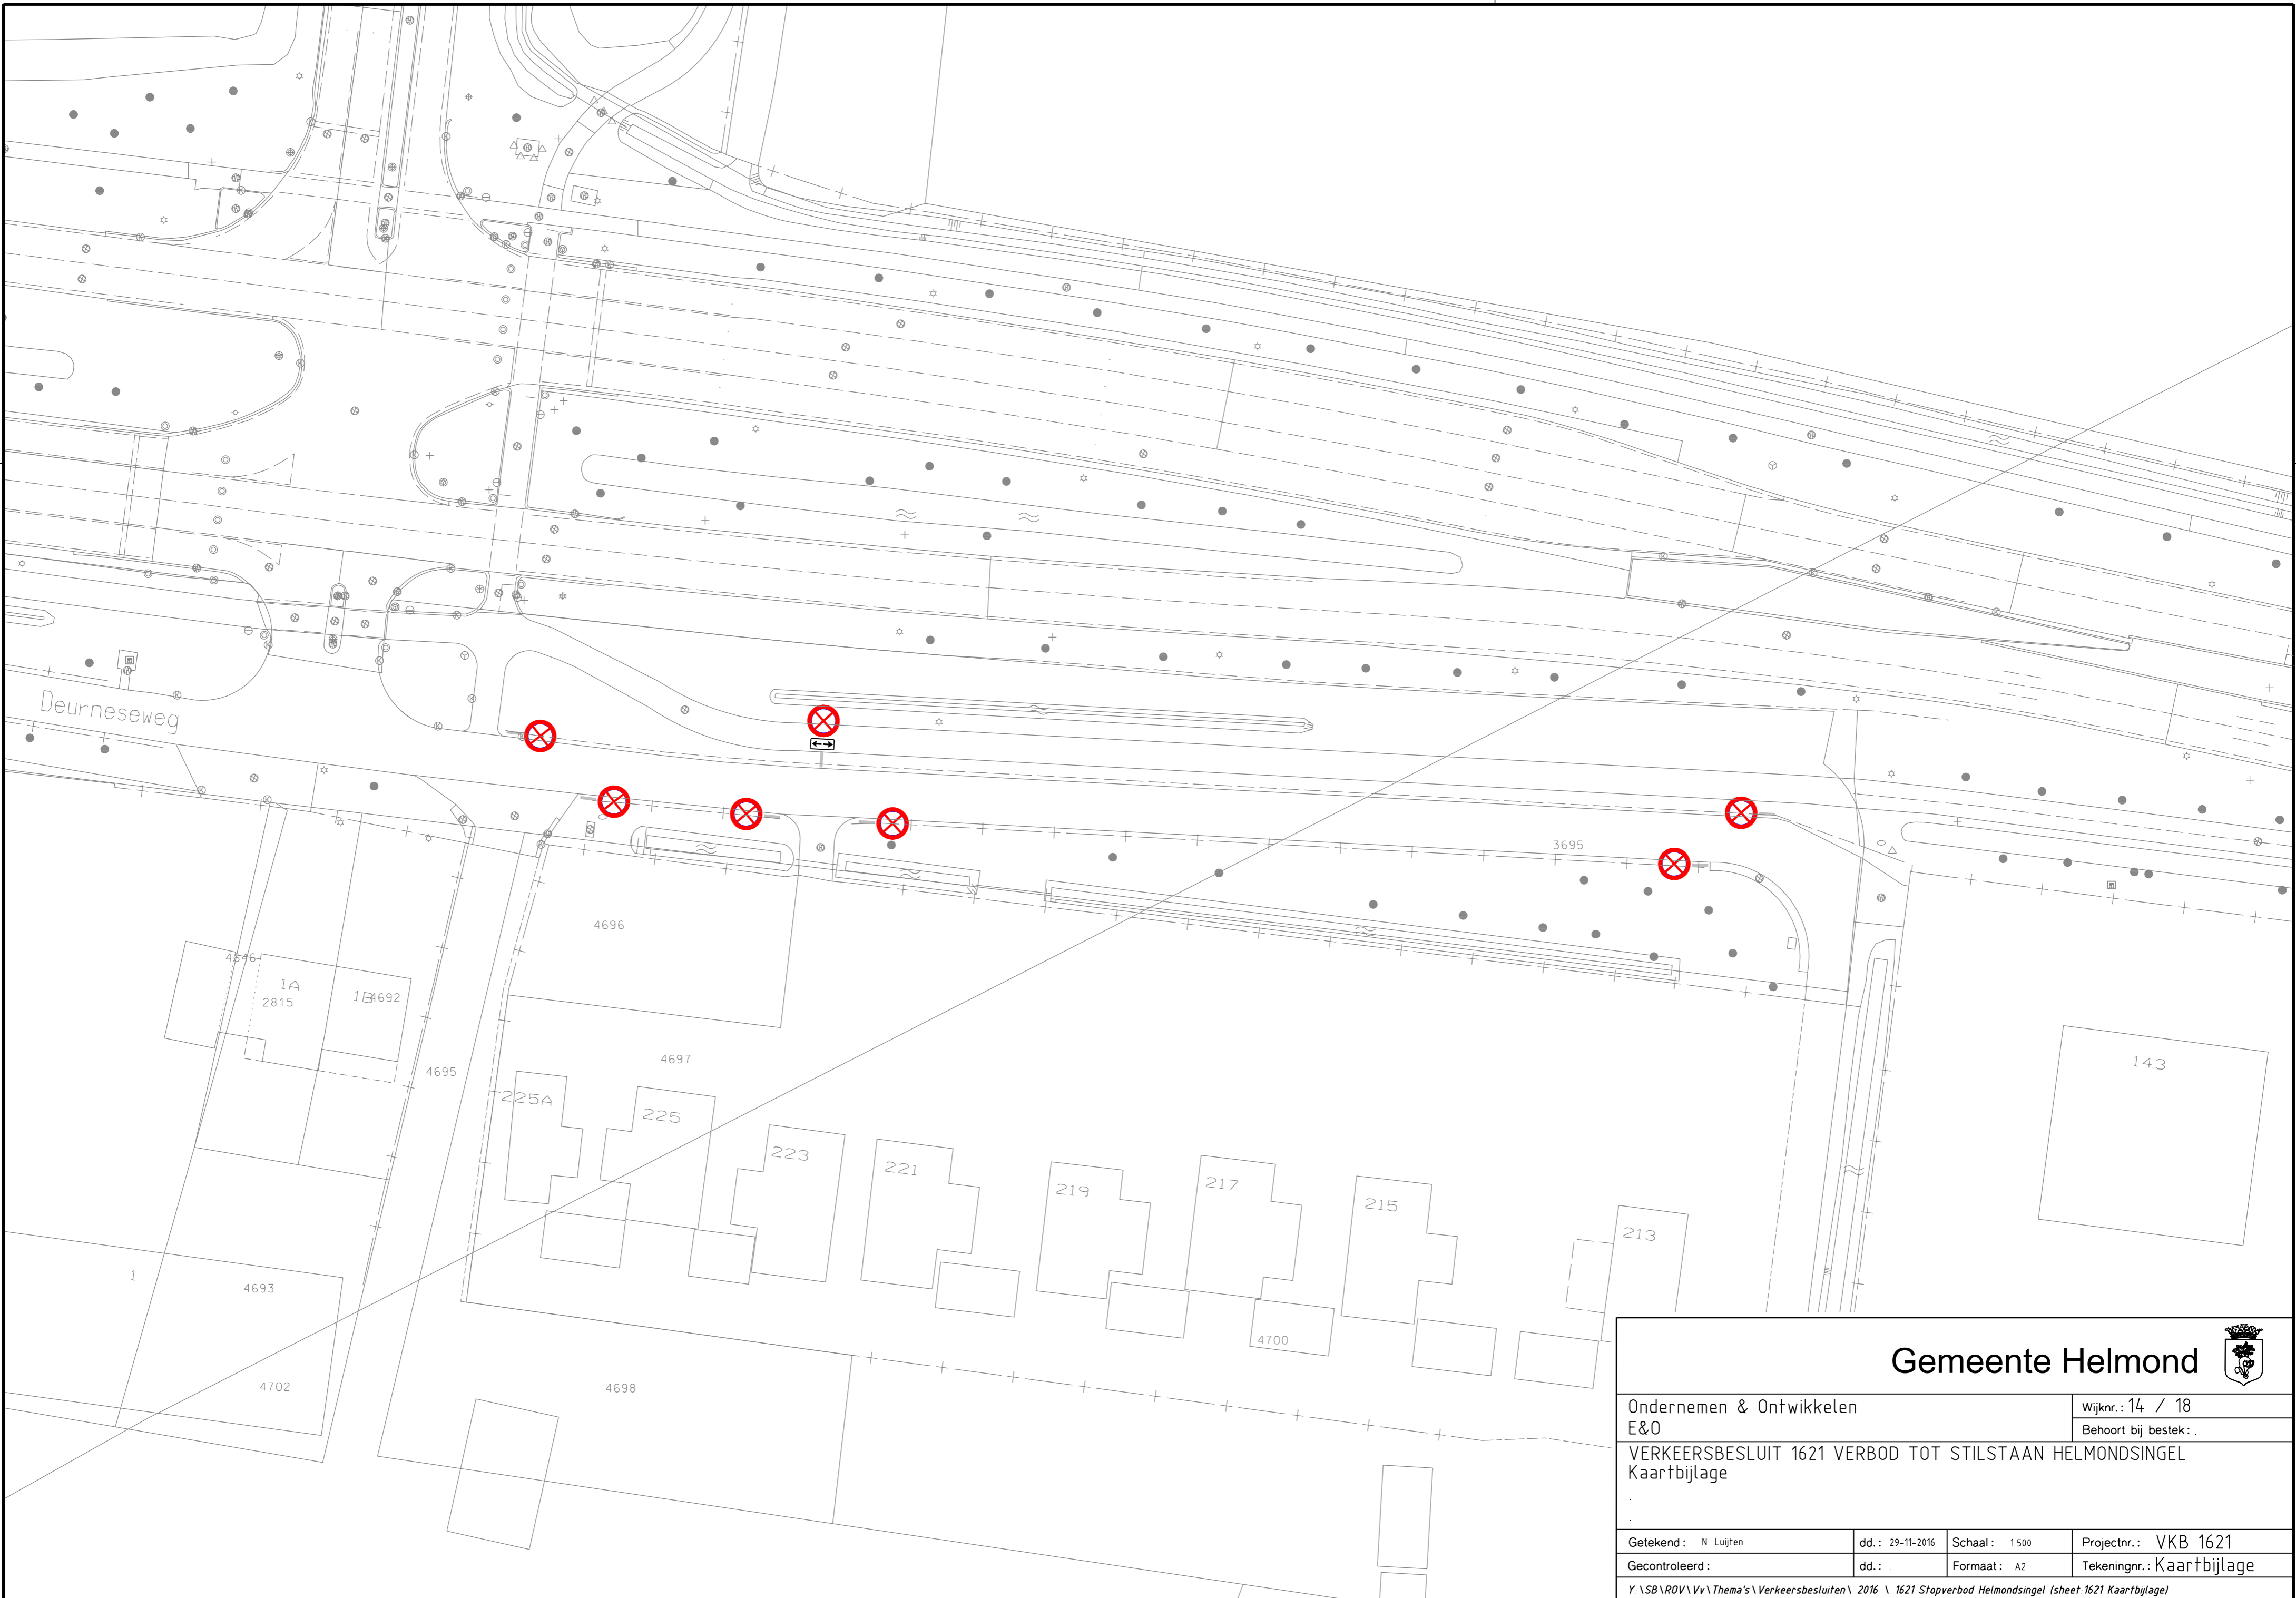 Deurneseweg
3695
4696
4646
1A
2815
1B
4692
4695
4697
225A
225
223
221
219
217
215
213
143
1
4693
4700
4702
4698
Gemeente Helmond
Ondernemen & Ontwikkelen
E&O
Wijknr.: 14 / 18
Behoort bij bestek: .
VERKEERSBESLUIT 1621 VERBOD TOT STILSTAAN HELMONDSINGEL
Kaartbijlage
.
.
Getekend: N. Luijten dd.: 29-11-2016 Schaal: 1:500 Projectnr.: VKB 1621
Gecontroleerd: . dd.: . Formaat: A2 Tekeningnr.: Kaartbijlage
Y:\SB\ROV\Vv\Thema's\Verkeersbesluiten\ 2016 \ 1621 Stopverbod Helmondsingel (sheet 1621 Kaartbijlage)